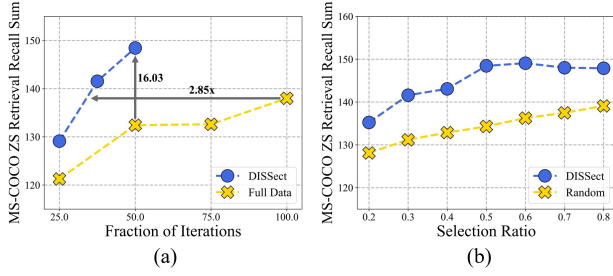 MS-COCO ZS Retrieval Recall Sum
150
140
130
120
16.03
2.85x
DISSect
Full Data
25.0 50.0 75.0 100.0
Fraction of Iterations
(a)
MS-COCO ZS Retrieval Recall Sum
160
150
140
130
120
DISSect
Random
0.2 0.3 0.4 0.5 0.6 0.7 0.8
Selection Ratio
(b)